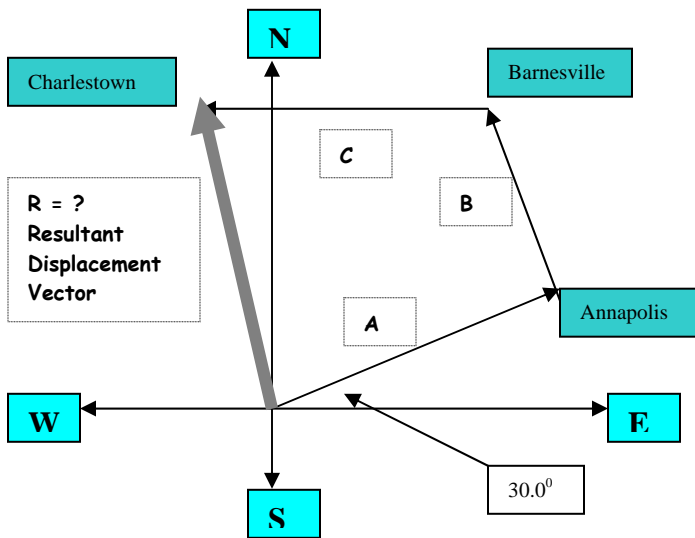 N
Charlestown
Barnesville
C
R = ?
Resultant
Displacement
Vector
B
A
Annapolis
W
E
30.0⁰
S